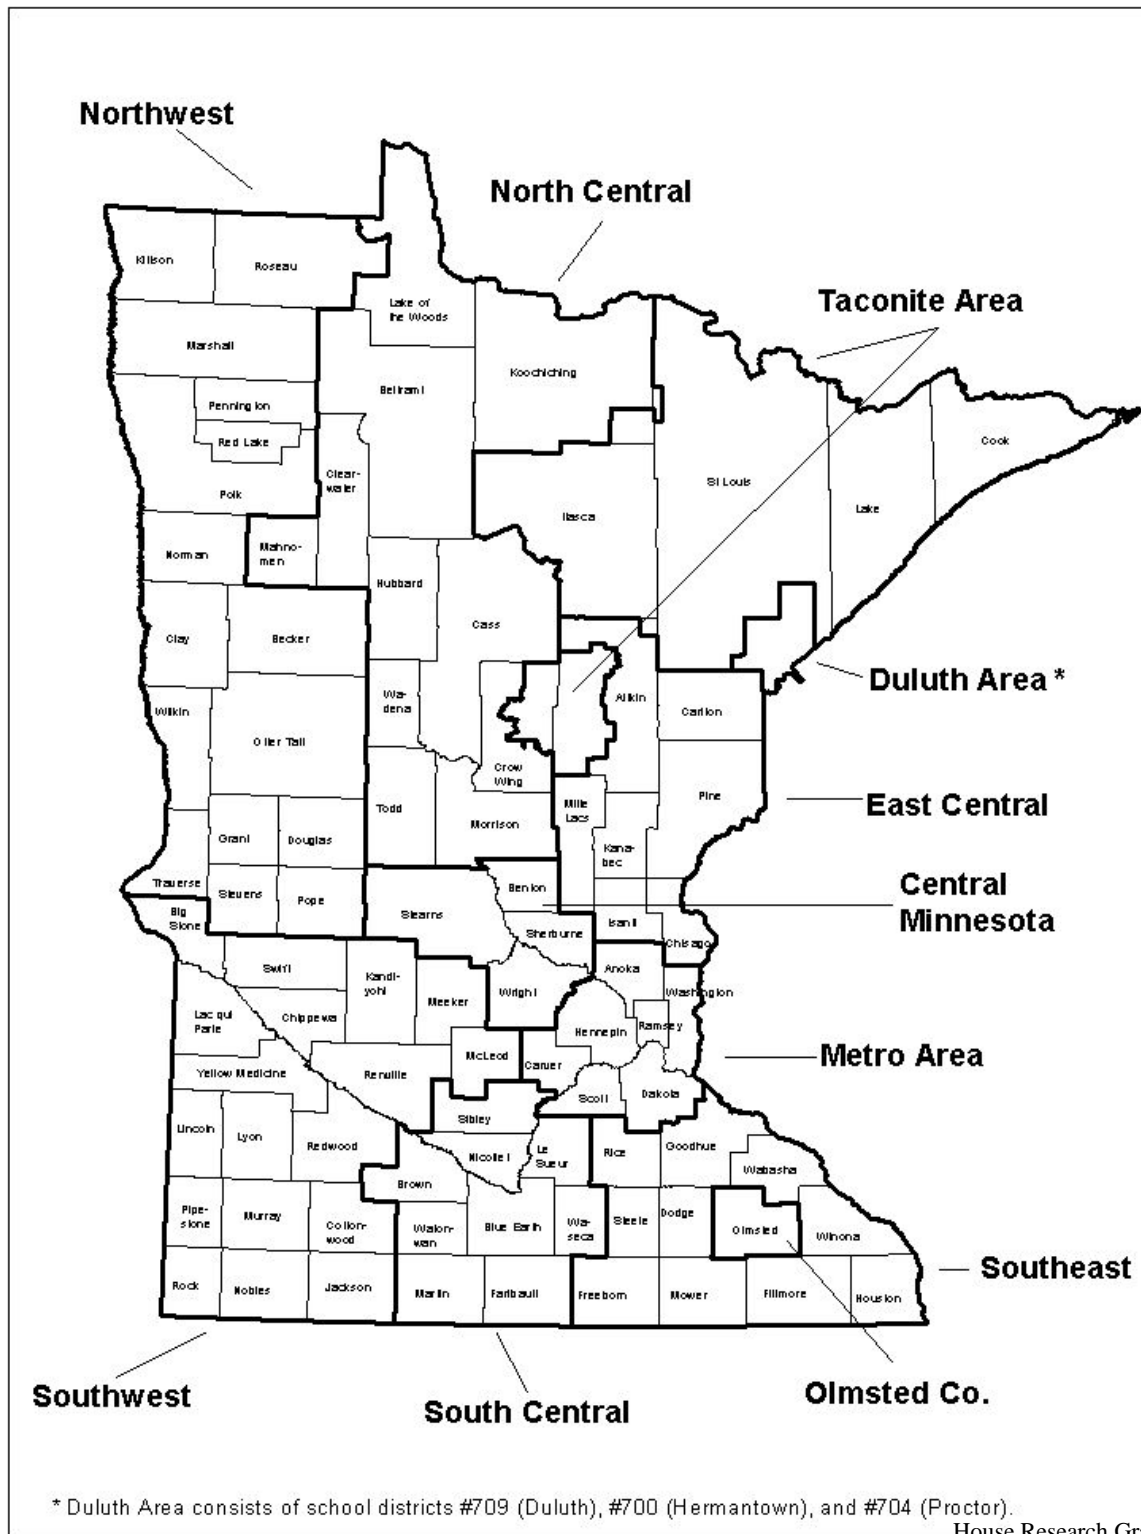 Northwest
North Central
Taconite Area
Kittson
Roseau
Lake of
the Woods
Marshall
Koochiching
Beltrami
Pennington
Red Lake
Cook
Clear-
water
St Louis
Polk
Lake
Itasca
Norman
Mahno-
men
Hubbard
Cass
Clay
Becker
Duluth Area *
Wa-
dena
Aitkin
Carlton
Wilkin
Otter Tail
Crow
Wing
Pine
East Central
Todd
Mille
Lacs
Morrison
Grant
Douglas
Kana-
bec
Traverse
Stevens
Pope
Benton
Central
Minnesota
Big
Stone
Stearns
Sherburne
Isanti
Chisago
Swift
Kandi-
yohi
Anoka
Meeker
Wright
Washington
Lac qui
Parle
Chippewa
Hennepin
Ramsey
McLeod
Carver
Metro Area
Yellow Medicine
Renville
Scott
Dakota
Sibley
Lincoln
Lyon
Redwood
Nicollet
Le
Sueur
Rice
Goodhue
Wabasha
Brown
Pipe-
stone
Murray
Cotton-
wood
Waton-
wan
Blue Earth
Wa-
seca
Steele
Dodge
Olmsted
Winona
Southeast
Rock
Nobles
Jackson
Martin
Faribault
Freeborn
Mower
Fillmore
Houston
Southwest
South Central
Olmsted Co.
* Duluth Area consists of school districts #709 (Duluth), #700 (Hermantown), and #704 (Proctor).
House Research Gr